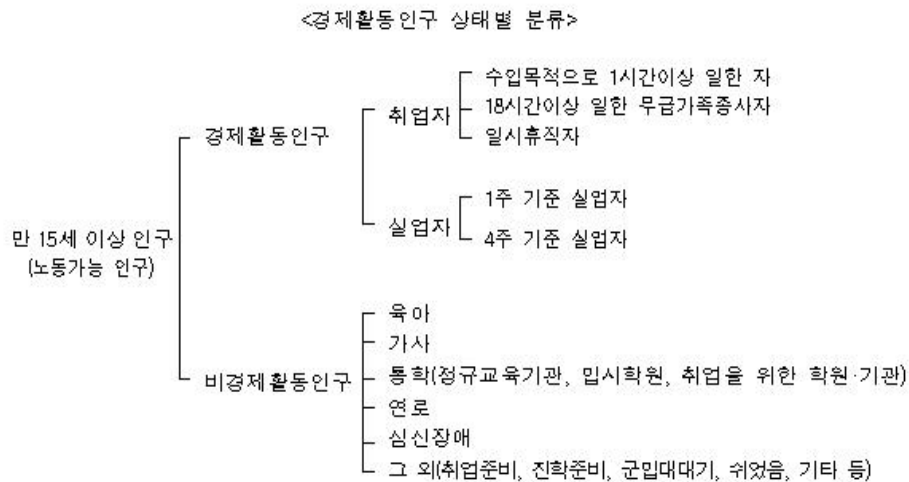 <경제활동인구 상태별 분류>
수입목적으로 1시간이상 일한 자
취업자
18시간이상 일한 무급가족종사자
경제활동인구
일시휴직자
1주 기준 실업자
실업자
4주 기준 실업자
만 15세 이상 인구
(노동가능 인구)
육아
가사
비경제활동인구
통학(정규교육기관, 입시학원, 취업을 위한 학원·기관)
연로
심신장애
그 외(취업준비, 진학준비, 군입대대기, 쉬었음, 기타 등)